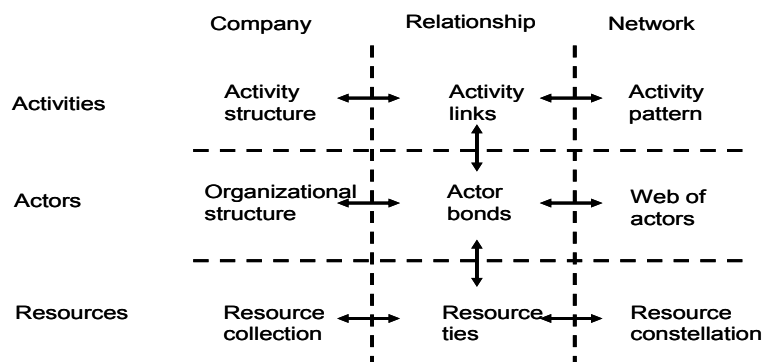 Company Relationship Network
Activities Activity structure Activity links Activity pattern
Actors Organizational structure Actor bonds Web of actors
Resources Resource collection Resource ties Resource constellation